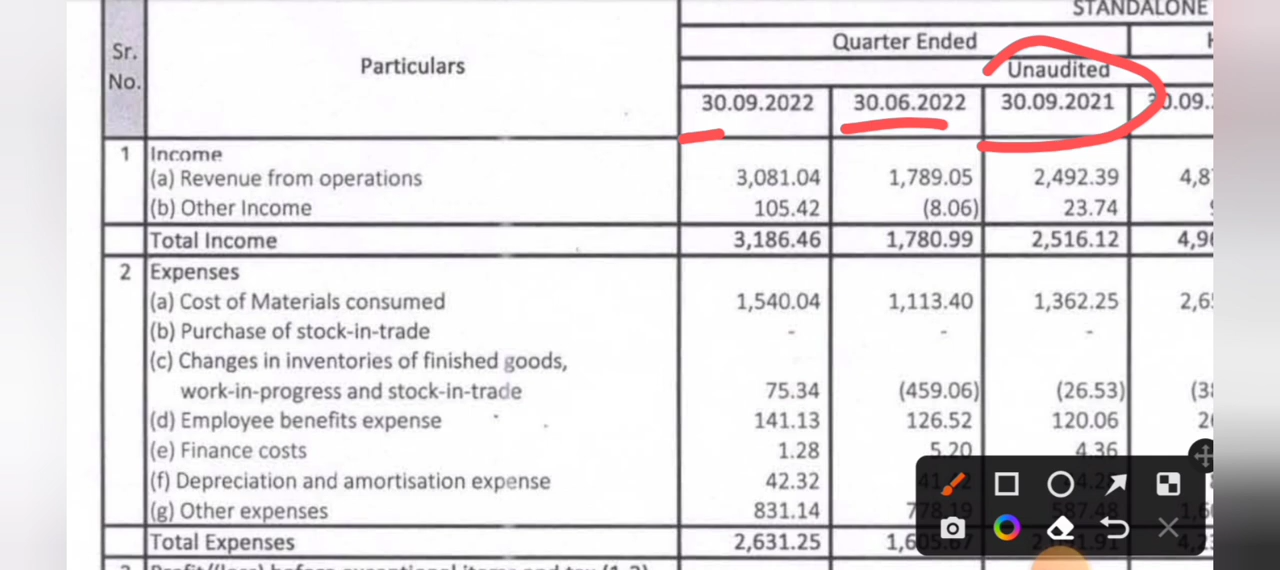 STANDALONE
Sr. No. Particulars Quarter Ended
Unaudited
30.09.2022 30.06.2022 30.09.2021
1 Income
(a) Revenue from operations 3,081.04 1,789.05 2,492.39
(b) Other Income 105.42 (8.06) 23.74
Total Income 3,186.46 1,780.99 2,516.12
2 Expenses
(a) Cost of Materials consumed 1,540.04 1,113.40 1,362.25
(b) Purchase of stock-in-trade - - -
(c) Changes in inventories of finished goods,
work-in-progress and stock-in-trade 75.34 (459.06) (26.53)
(d) Employee benefits expense 141.13 126.52 120.06
(e) Finance costs 1.28 5.20 4.36
(f) Depreciation and amortisation expense 42.32
(g) Other expenses 831.14 778.19 587.48
Total Expenses 2,631.25